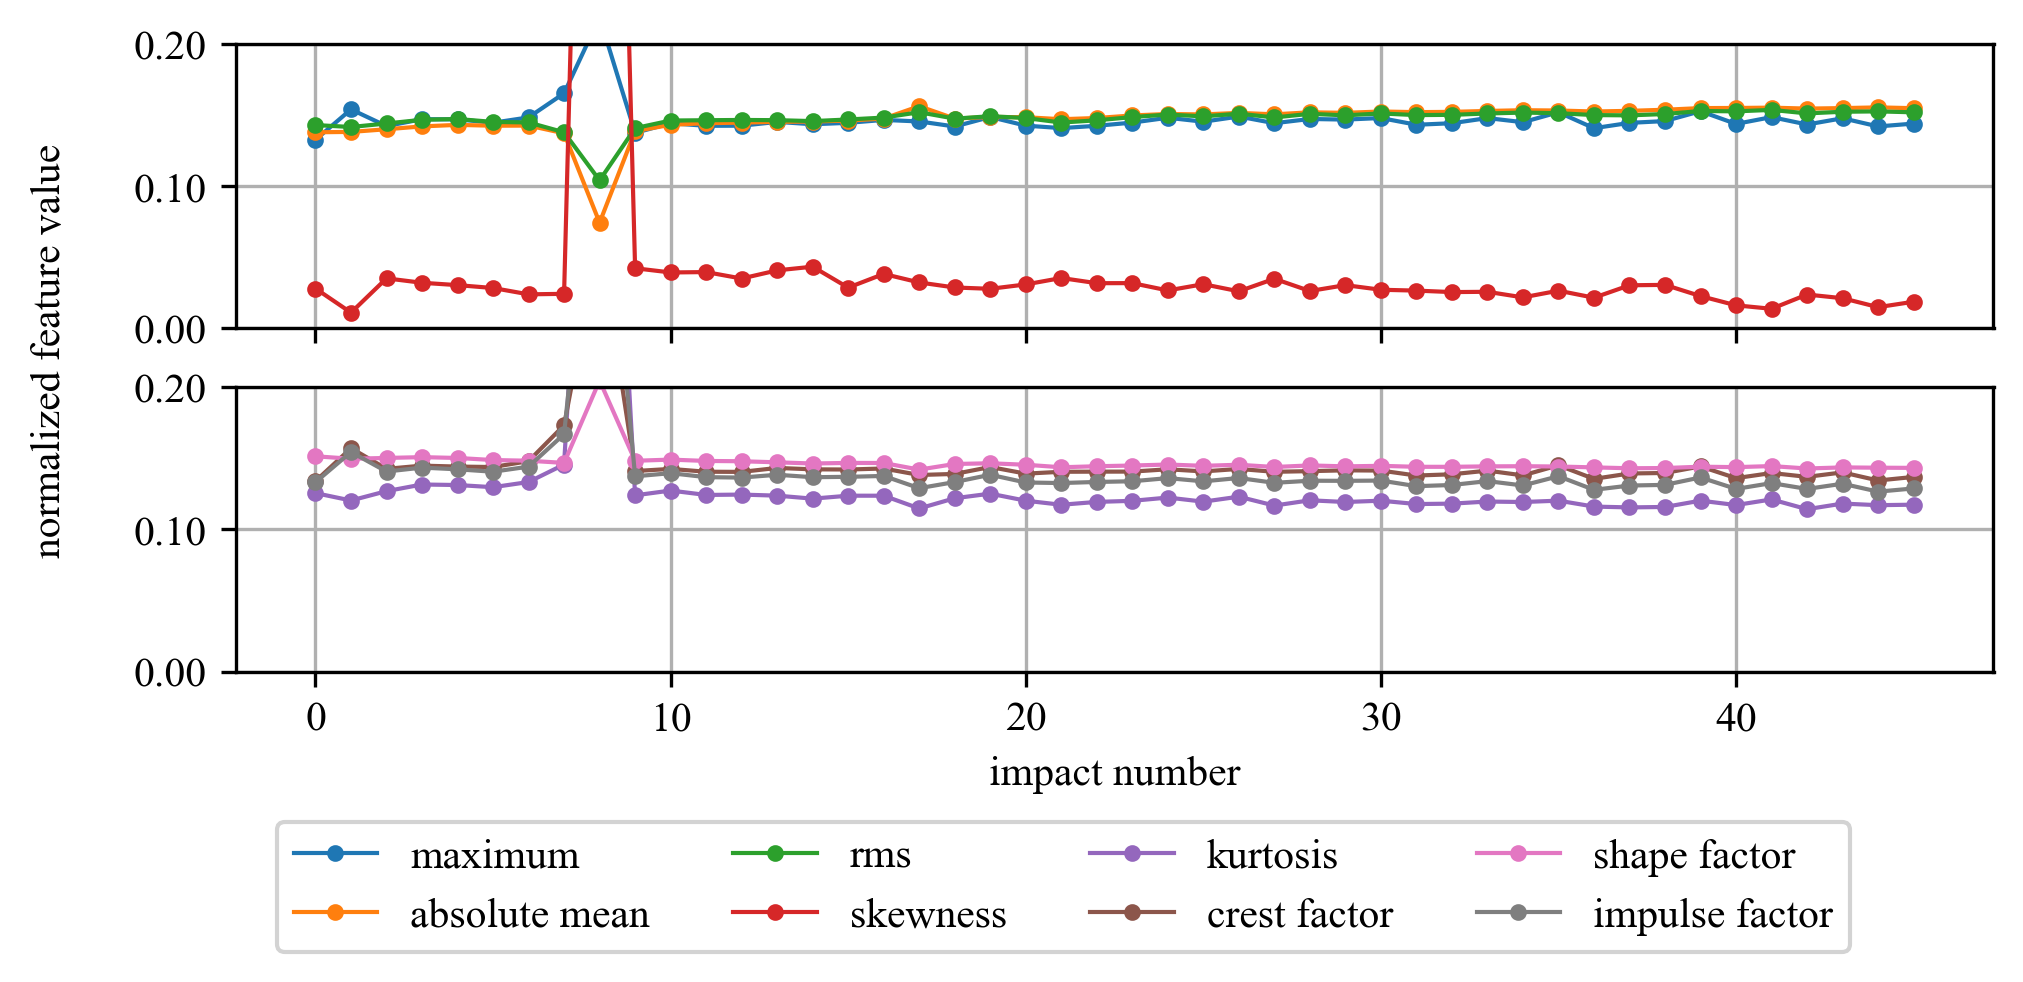 0.20
0.10
0.00
normalized feature value
0.20
0.10
0.00
0 10 20 30 40
impact number
maximum rms kurtosis shape factor
absolute mean skewness crest factor impulse factor